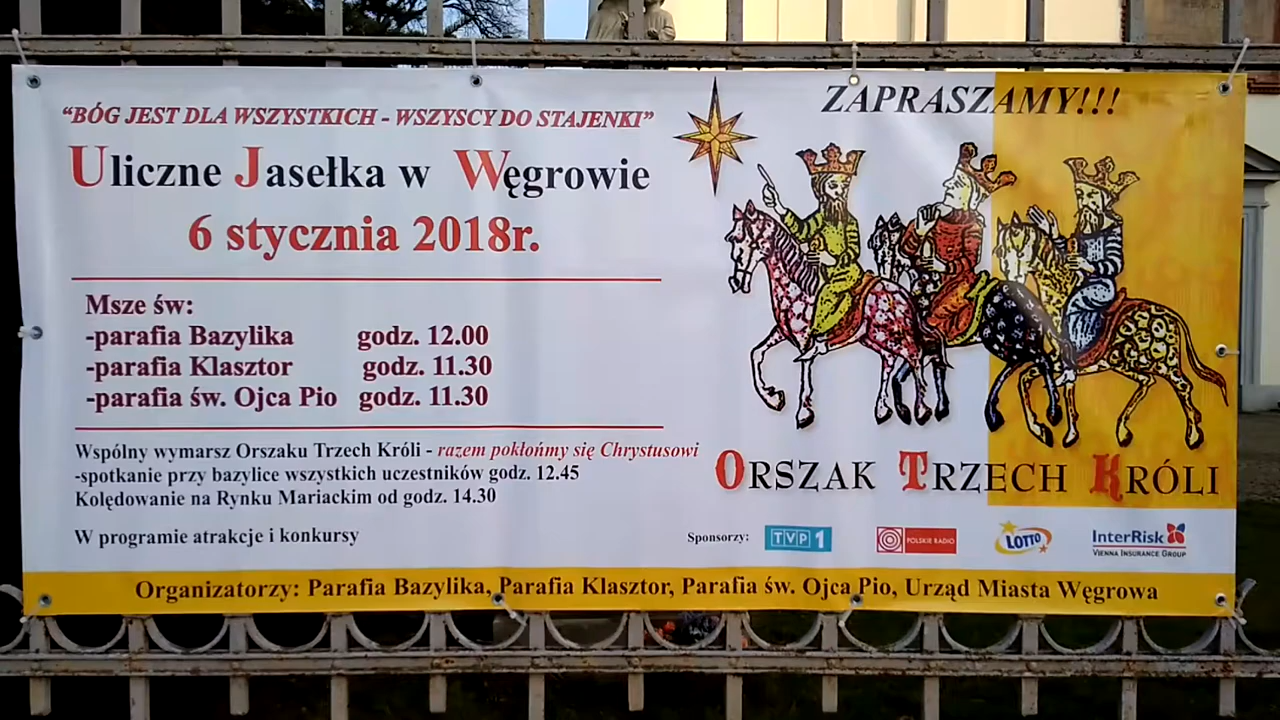 “BÓG JEST DLA WSZYSTKICH - WSZYSCY DO STAJENKI”
Uliczne Jasełka w Węgrowie
6 stycznia 2018r.
Msze św:
-parafia Bazylika godz. 12.00
-parafia Klasztor godz. 11.30
-parafia św. Ojca Pio godz. 11.30
Wspólny wymarsz Orszaku Trzech Króli - razem pokłońmy się Chrystusowi
-spotkanie przy bazylice wszystkich uczestników godz. 12.45
Kolędowanie na Rynku Mariackim od godz. 14.30
W programie atrakcje i konkursy
ZAPRASZAMY!!!
ORSZAK TRZECH KRÓLI
Sponsorzy: TVP1 POLSKIE RADIO LOTTO InterRisk
VIENNA INSURANCE GROUP
Organizatorzy: Parafia Bazylika, Parafia Klasztor, Parafia św. Ojca Pio, Urząd Miasta Węgrowa